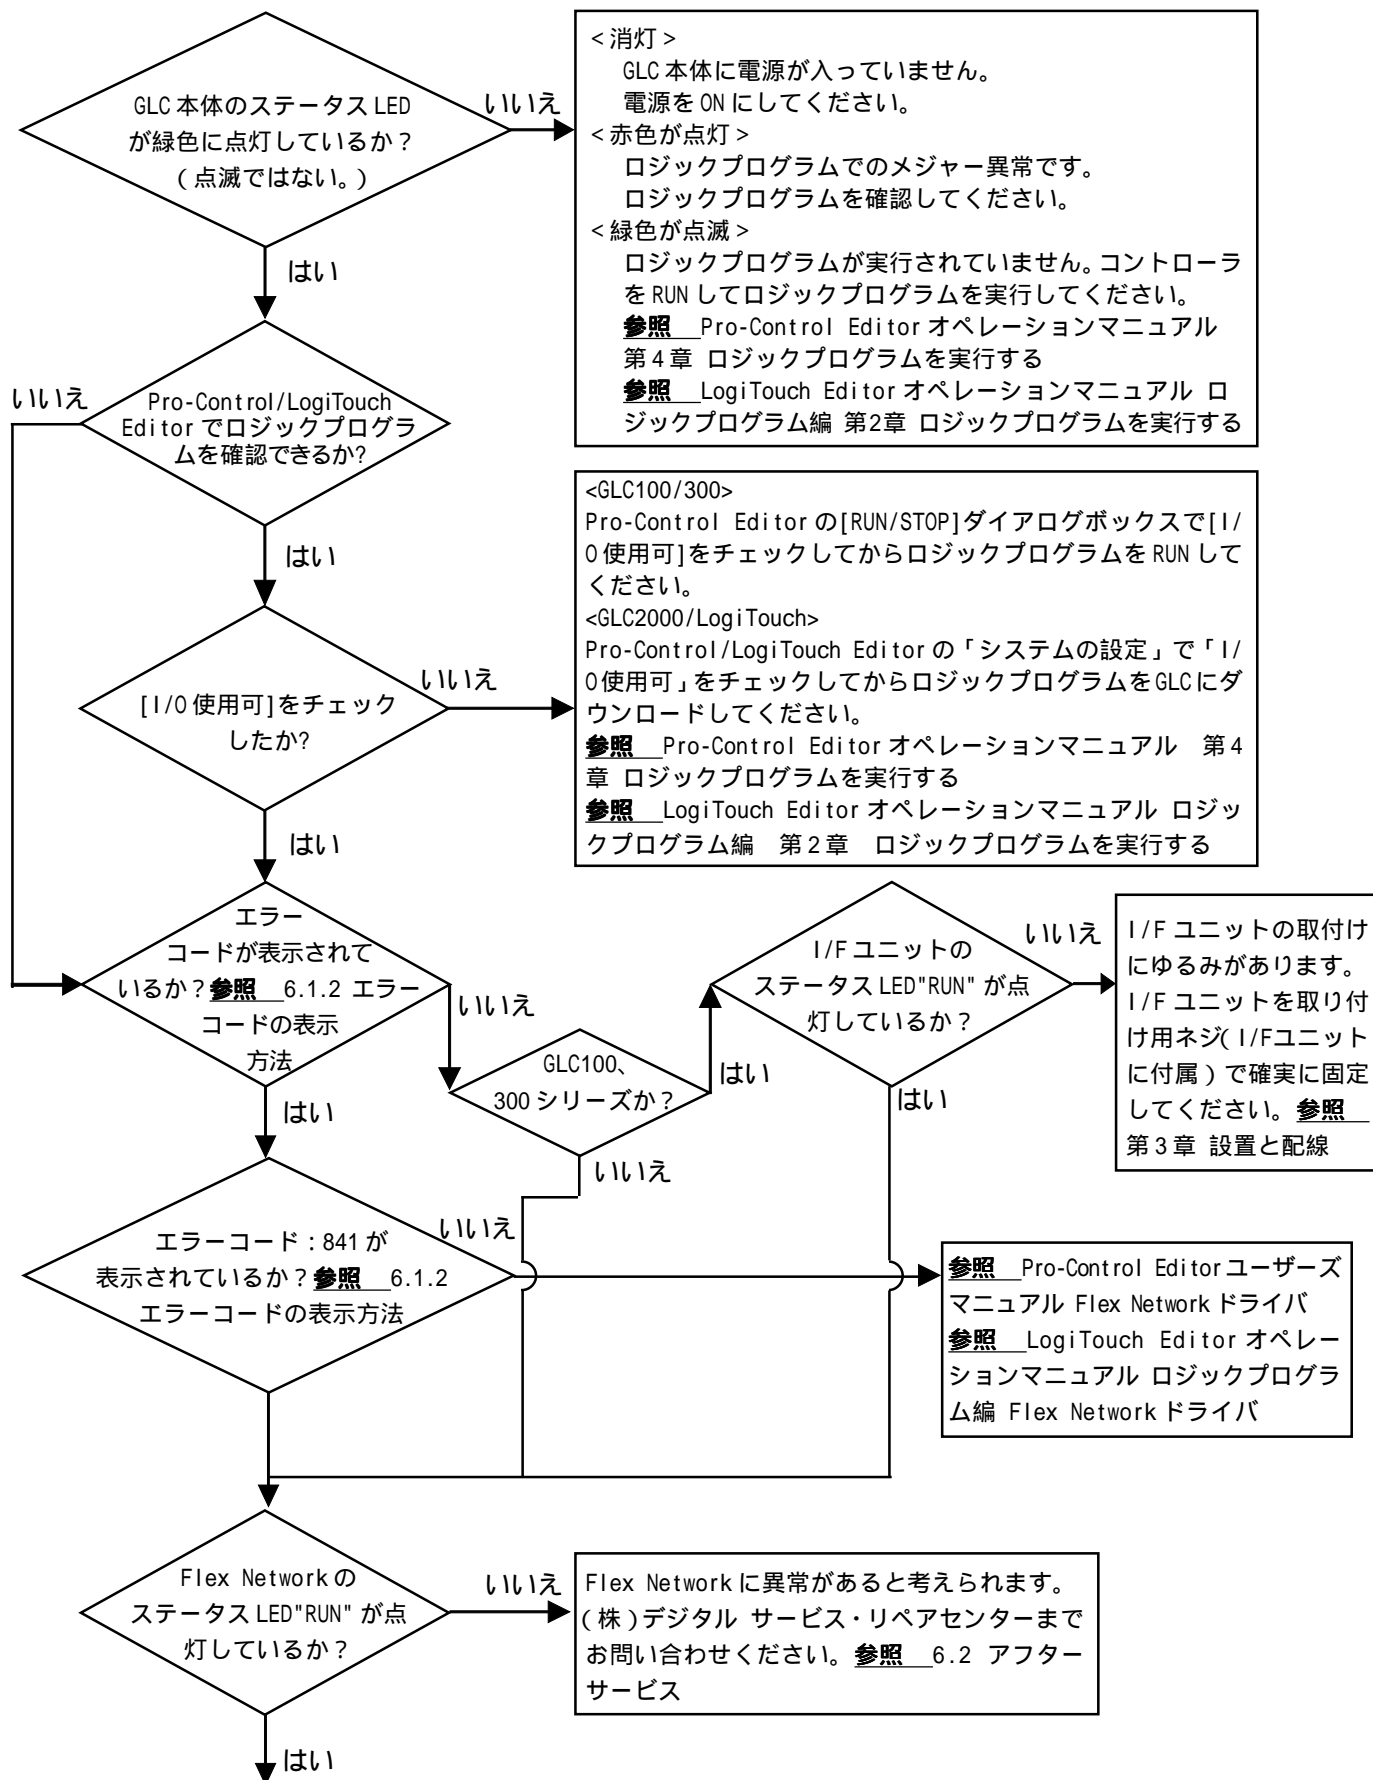 GLC本体のステータスLED
が緑色に点灯しているか？
（点滅ではない。）
いいえ
はい
＜消灯＞
GLC本体に電源が入っていません。
電源をONにしてください。
＜赤色が点灯＞
ロジックプログラムでのメジャー異常です。
ロジックプログラムを確認してください。
＜緑色が点滅＞
ロジックプログラムが実行されていません。コントローラ
をRUNしてロジックプログラムを実行してください。
参照 Pro-Control Editorオペレーションマニュアル
第4章 ロジックプログラムを実行する
参照 LogiTouch Editorオペレーションマニュアル ロ
ジックプログラム編 第2章 ロジックプログラムを実行する
いいえ
Pro-Control/LogiTouch
Editorでロジックプログラ
ムを確認できるか?
はい
<GLC100/300>
Pro-Control Editorの[RUN/STOP]ダイアログボックスで[I/
O使用可]をチェックしてからロジックプログラムをRUNして
ください。
<GLC2000/LogiTouch>
Pro-Control/LogiTouch Editorの「システムの設定」で「I/
O使用可」をチェックしてからロジックプログラムをGLCにダ
ウンロードしてください。
参照 Pro-Control Editorオペレーションマニュアル 第4
章 ロジックプログラムを実行する
参照 LogiTouch Editorオペレーションマニュアル ロジッ
クプログラム編 第2章 ロジックプログラムを実行する
[I/O使用可]をチェック
したか?
いいえ
はい
エラー
コードが表示されて
いるか？参照 6.1.2 エラー
コードの表示
方法
いいえ
はい
GLC100、
300シリーズか？
はい
いいえ
I/Fユニットの
ステータスLED"RUN"が点
灯しているか？
いいえ
はい
I/Fユニットの取付け
にゆるみがあります。
I/Fユニットを取り付
け用ネジ(I/Fユニット
に付属）で確実に固定
してください。参照
第3章 設置と配線
エラーコード：841が
表示されているか？参照 6.1.2
エラーコードの表示方法
いいえ
参照 Pro-Control Editorユーザーズ
マニュアル Flex Networkドライバ
参照 LogiTouch Editorオペレー
ションマニュアル ロジックプログラ
ム編 Flex Networkドライバ
Flex Networkの
ステータスLED"RUN"が点
灯しているか？
いいえ
はい
Flex Networkに異常があると考えられます。
(株)デジタル サービス・リペアセンターまで
お問い合わせください。参照 6.2 アフター
サービス